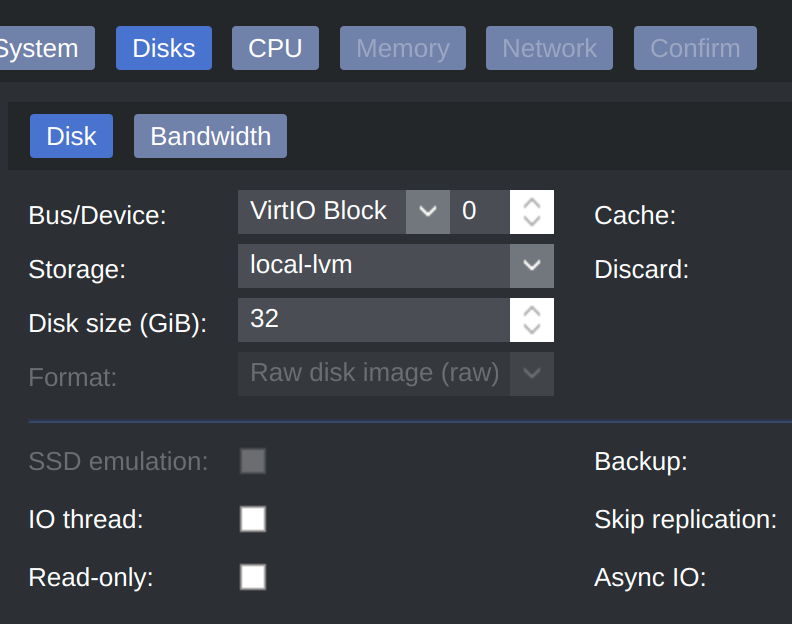 System Disks CPU Memory Network Confirm
Disk Bandwidth
Bus/Device: VirtIO Block 0 Cache:
Storage: local-lvm Discard:
Disk size (GiB): 32
Format: Raw disk image (raw)
SSD emulation: Backup:
IO thread: Skip replication:
Read-only: Async IO: